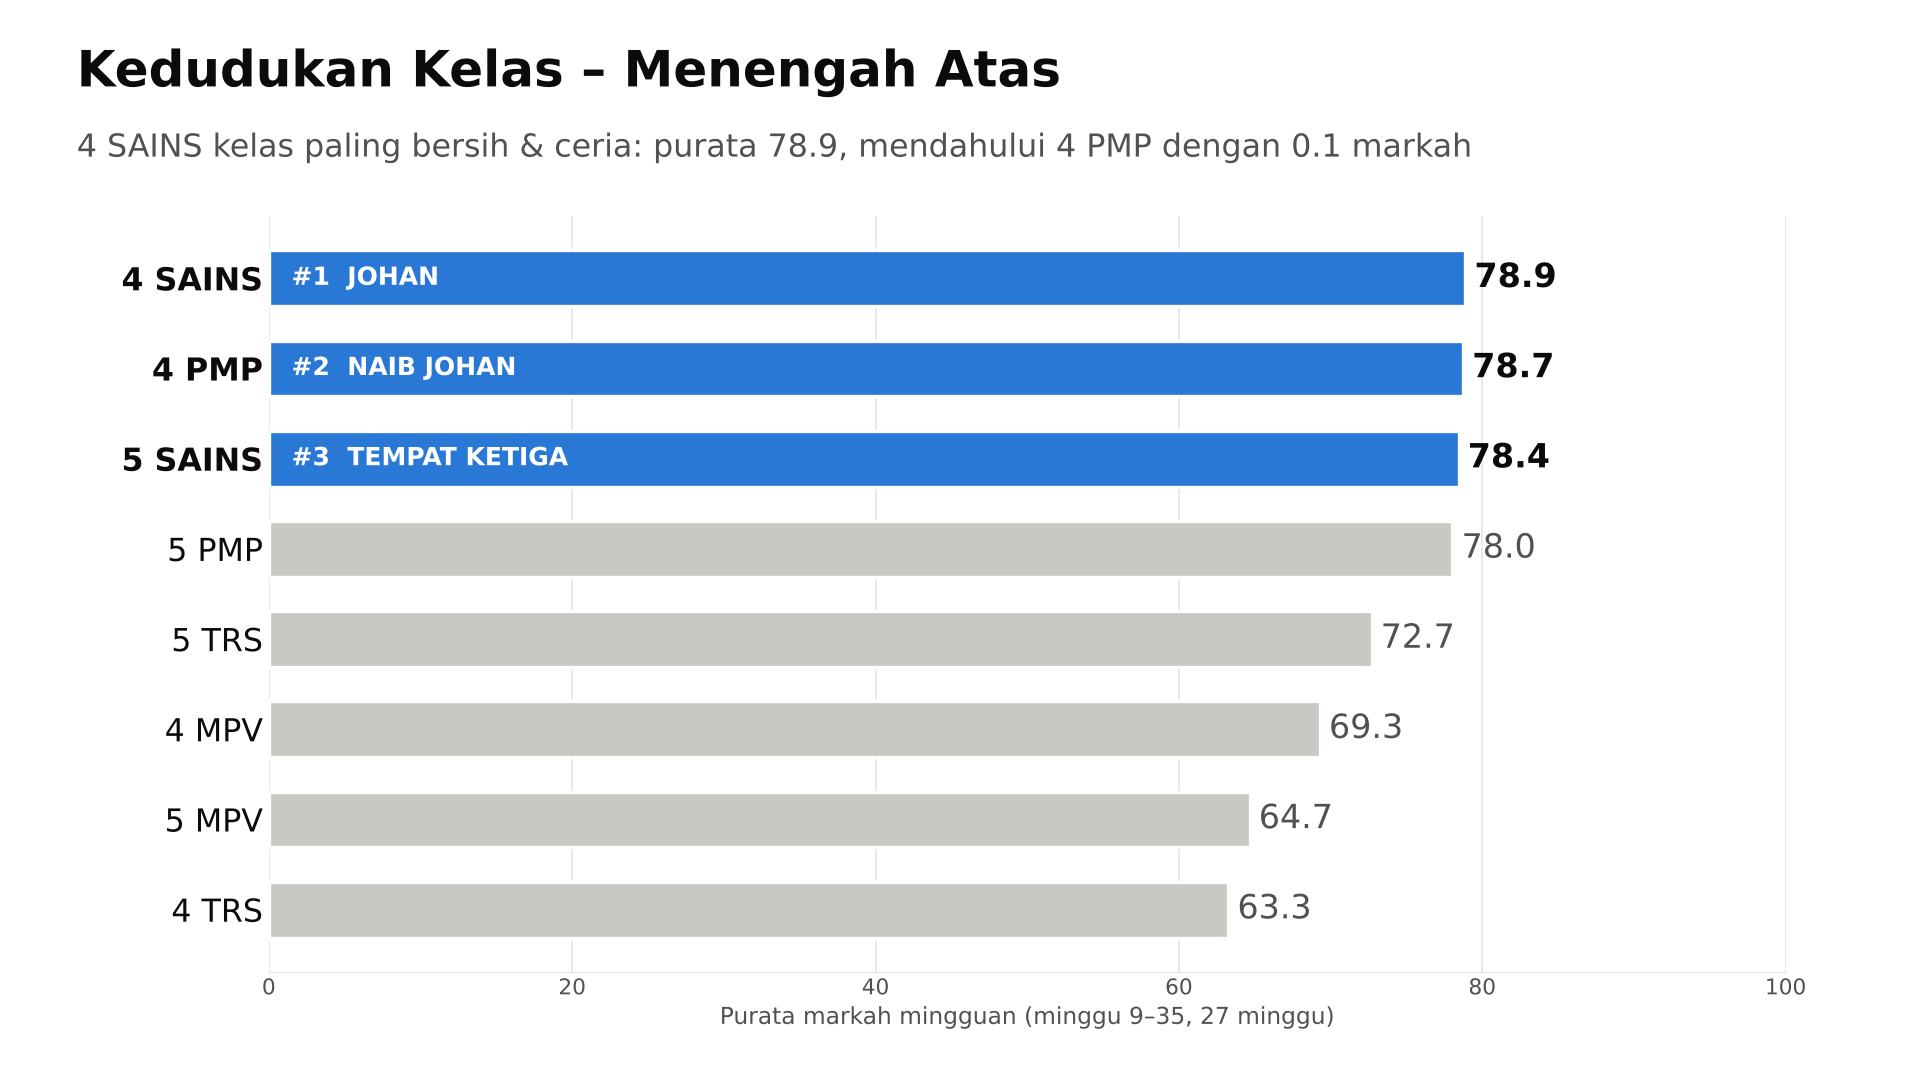 Kedudukan Kelas – Menengah Atas
4 SAINS kelas paling bersih & ceria: purata 78.9, mendahului 4 PMP dengan 0.1 markah
4 SAINS #1 JOHAN 78.9
4 PMP #2 NAIB JOHAN 78.7
5 SAINS #3 TEMPAT KETIGA 78.4
5 PMP 78.0
5 TRS 72.7
4 MPV 69.3
5 MPV 64.7
4 TRS 63.3
0 20 40 60 80 100
Purata markah mingguan (minggu 9–35, 27 minggu)